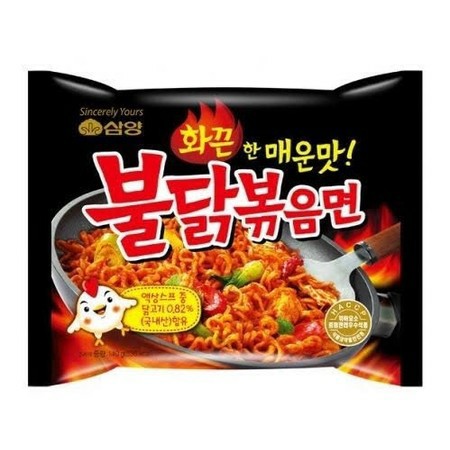 Sincerely Yours
삼양
화끈한 매운맛!
불닭볶음면
액상스프 중
닭고기 0.82%
(국내산)함유
HACCP